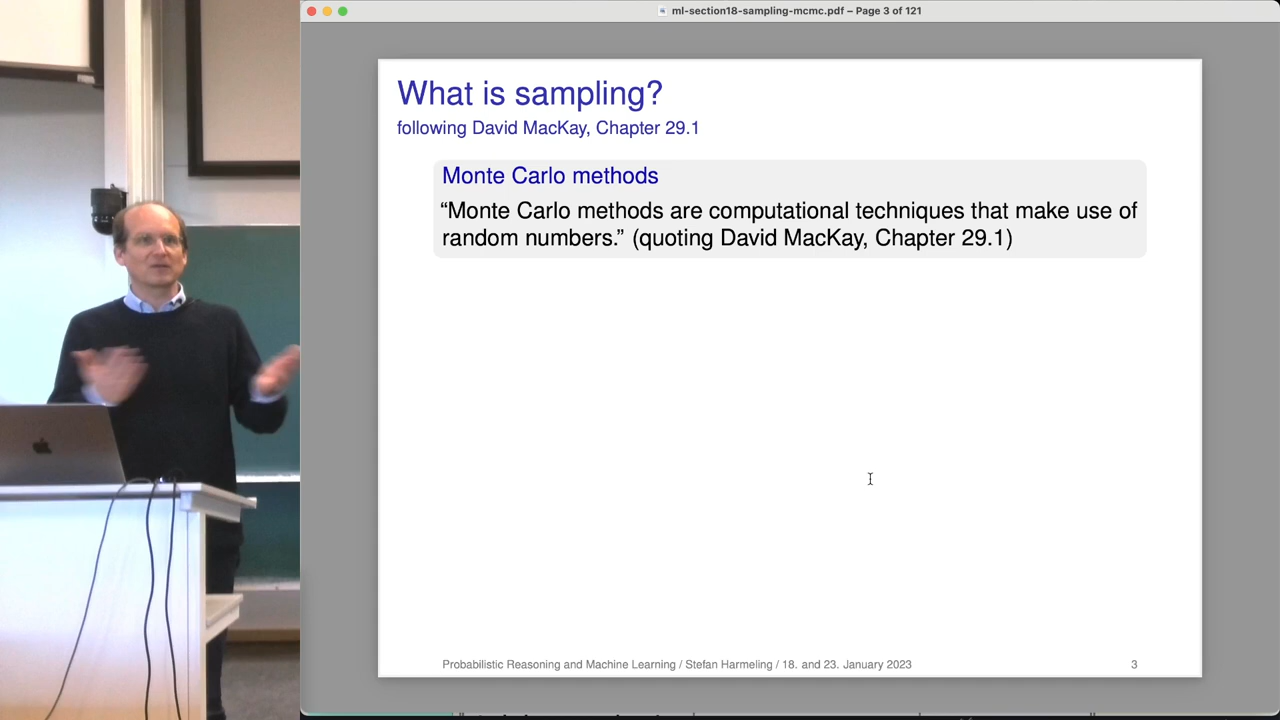 ml-section18-sampling-mcmc.pdf – Page 3 of 121
What is sampling?
following David MacKay, Chapter 29.1
Monte Carlo methods
“Monte Carlo methods are computational techniques that make use of
random numbers.” (quoting David MacKay, Chapter 29.1)
Probabilistic Reasoning and Machine Learning / Stefan Harmeling / 18. and 23. January 2023 3